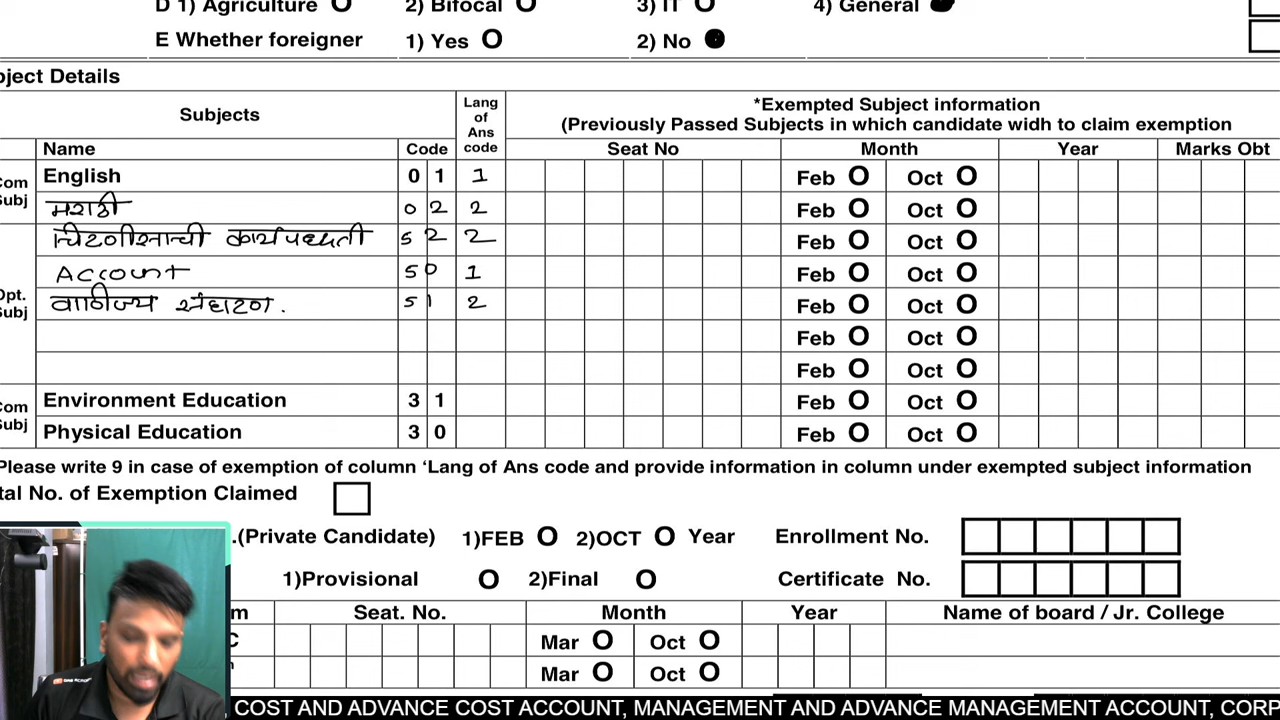 D 1) Agriculture O 2) Bifocal O 3) IT O 4) General
E Whether foreigner 1) Yes O 2) No
bject Details
Subjects Lang of Ans code *Exempted Subject information
(Previously Passed Subjects in which candidate widh to claim exemption
Name Code Seat No Month Year Marks Obt
Com Subj English 0 1 1 Feb O Oct O
मराठी 0 2 2 Feb O Oct O
चिटणीसाची कार्यपध्दती 5 2 2 Feb O Oct O
Account 5 0 1 Feb O Oct O
Opt. Subj वाणिज्य संघटण. 5 1 2 Feb O Oct O
Feb O Oct O
Feb O Oct O
Com Subj Environment Education 3 1 Feb O Oct O
Physical Education 3 0 Feb O Oct O
Please write 9 in case of exemption of column ‘Lang of Ans code and provide information in column under exempted subject information
tal No. of Exemption Claimed
.(Private Candidate) 1)FEB O 2)OCT O Year Enrollment No.
1)Provisional O 2)Final O Certificate No.
m Seat. No. Month Year Name of board / Jr. College
C Mar O Oct O
Mar O Oct O
COST AND ADVANCE COST ACCOUNT, MANAGEMENT AND ADVANCE MANAGEMENT ACCOUNT, CORP